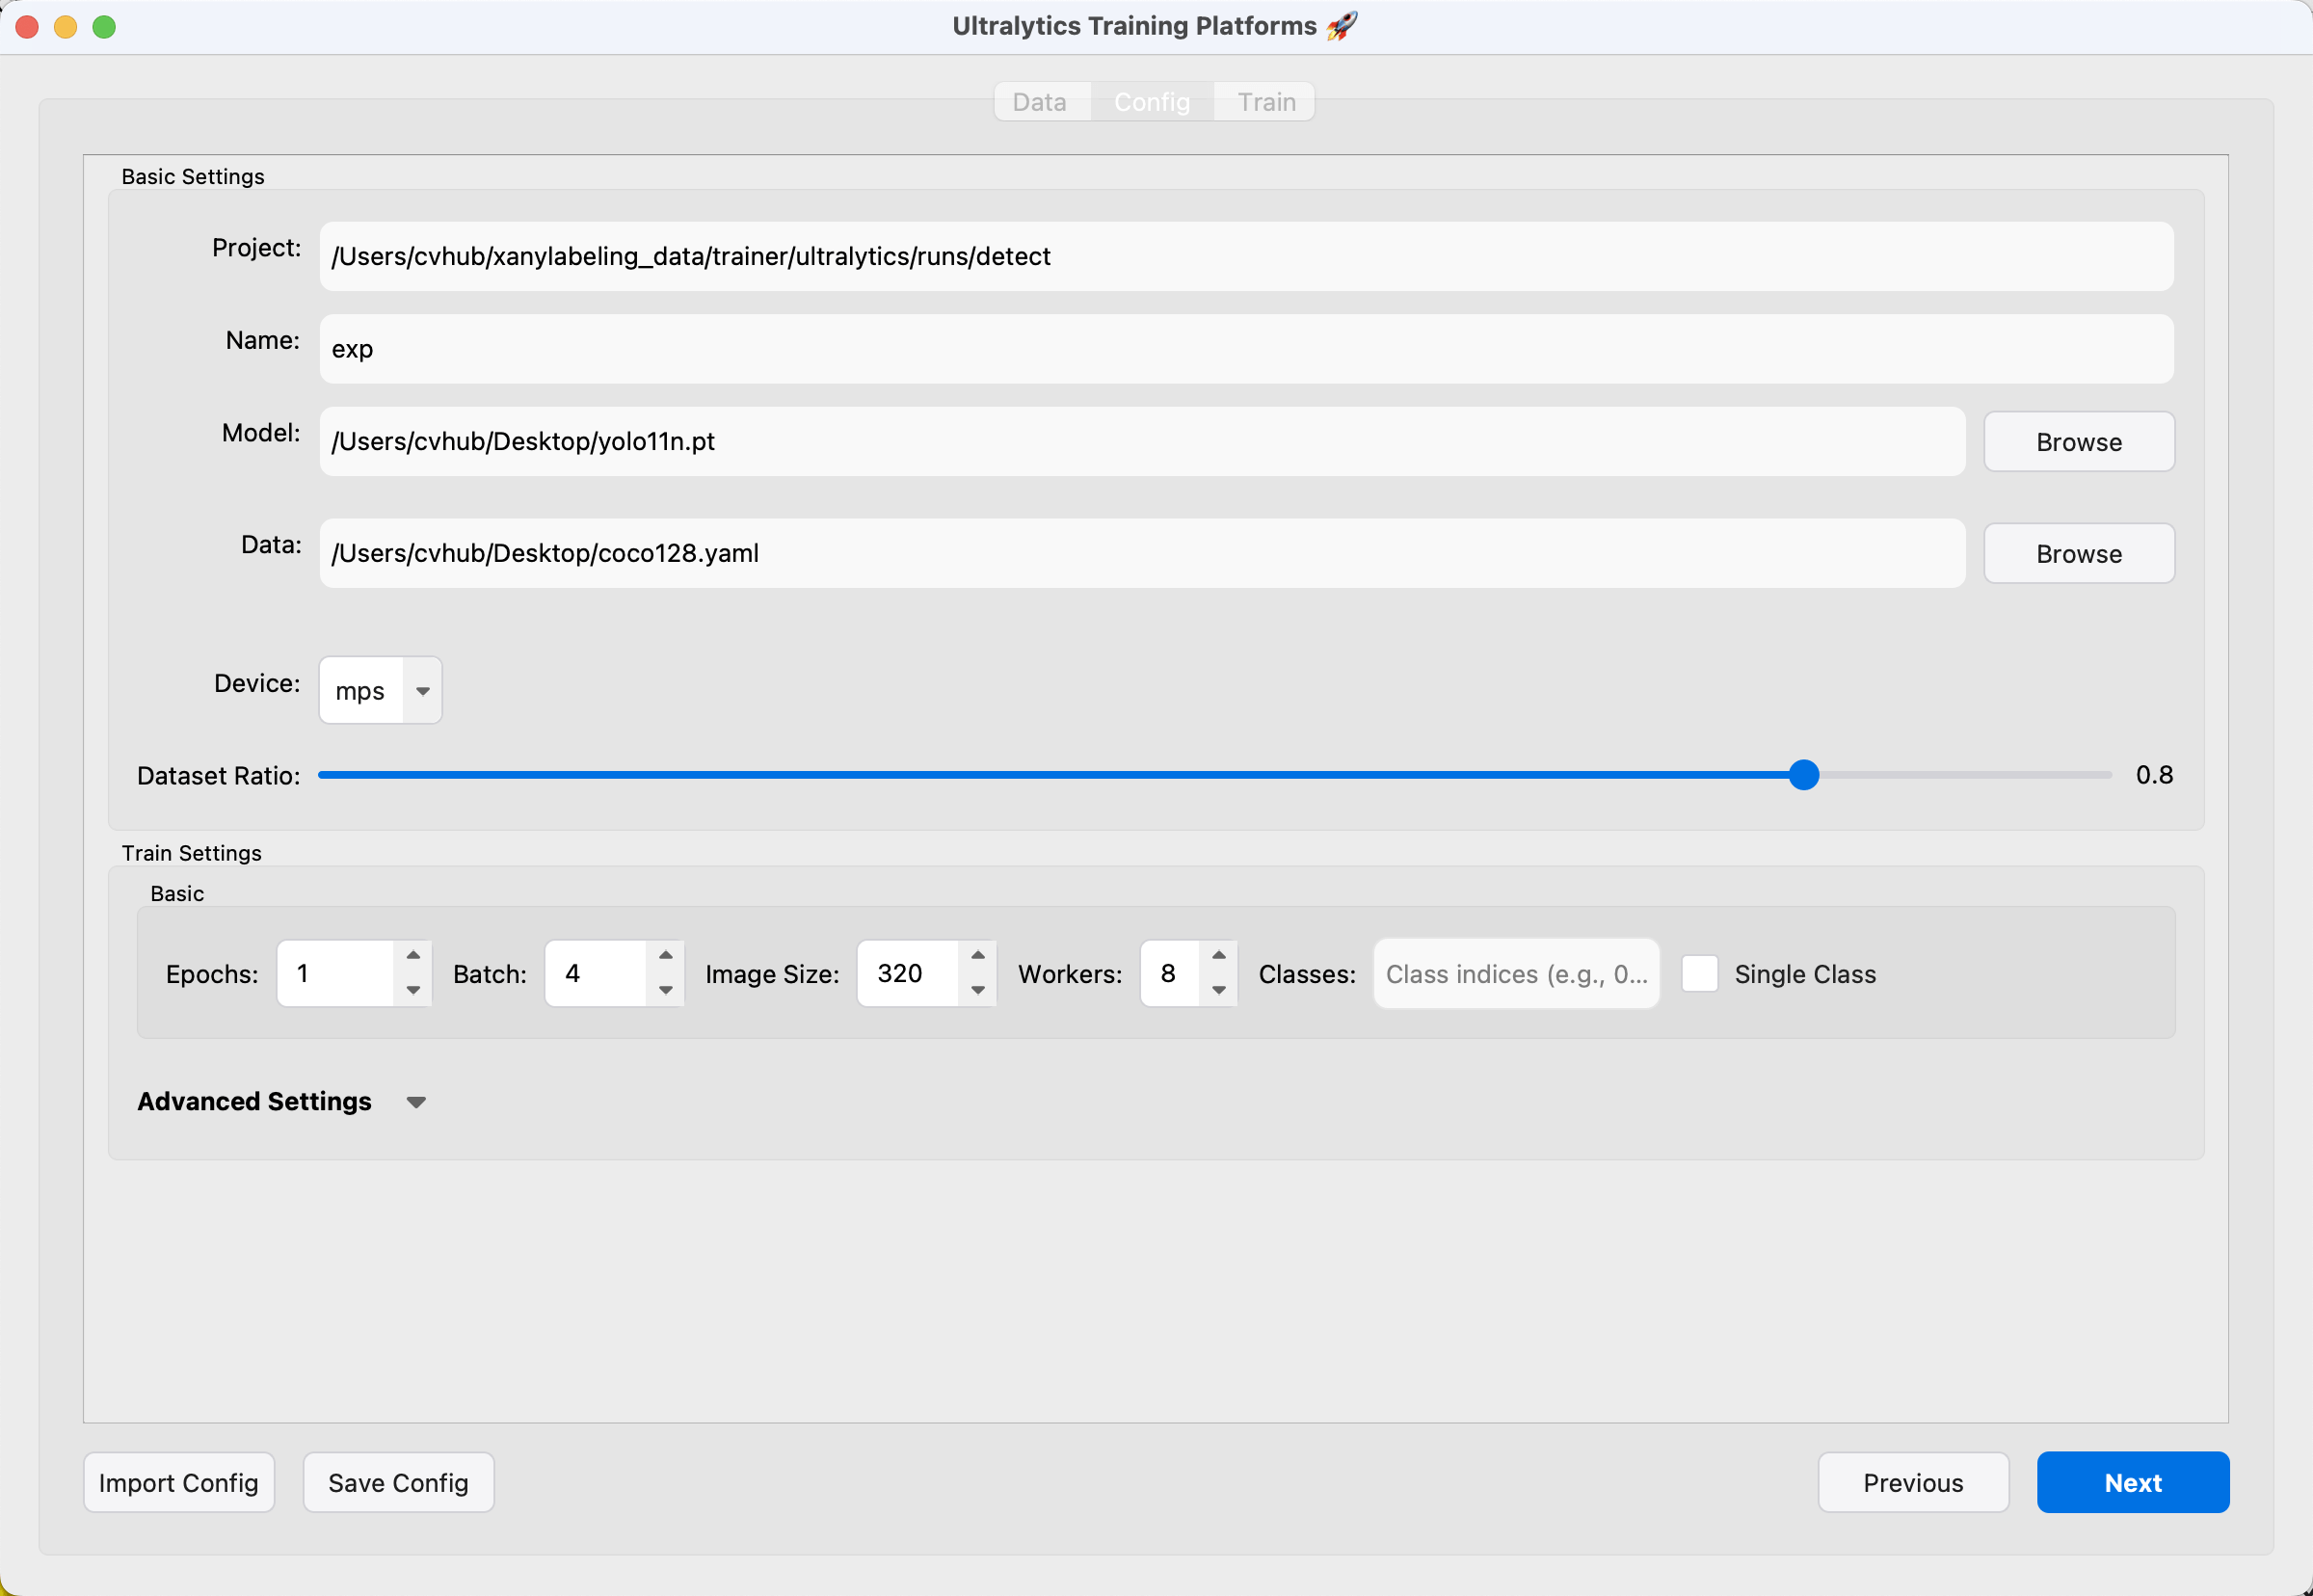 Ultralytics Training Platforms 🚀
Data Config Train
Basic Settings
Project: /Users/cvhub/xanylabeling_data/trainer/ultralytics/runs/detect
Name: exp
Model: /Users/cvhub/Desktop/yolo11n.pt Browse
Data: /Users/cvhub/Desktop/coco128.yaml Browse
Device: mps
Dataset Ratio: 0.8
Train Settings
Basic
Epochs: 1 Batch: 4 Image Size: 320 Workers: 8 Classes: Class indices (e.g., 0... Single Class
Advanced Settings
Import Config Save Config Previous Next